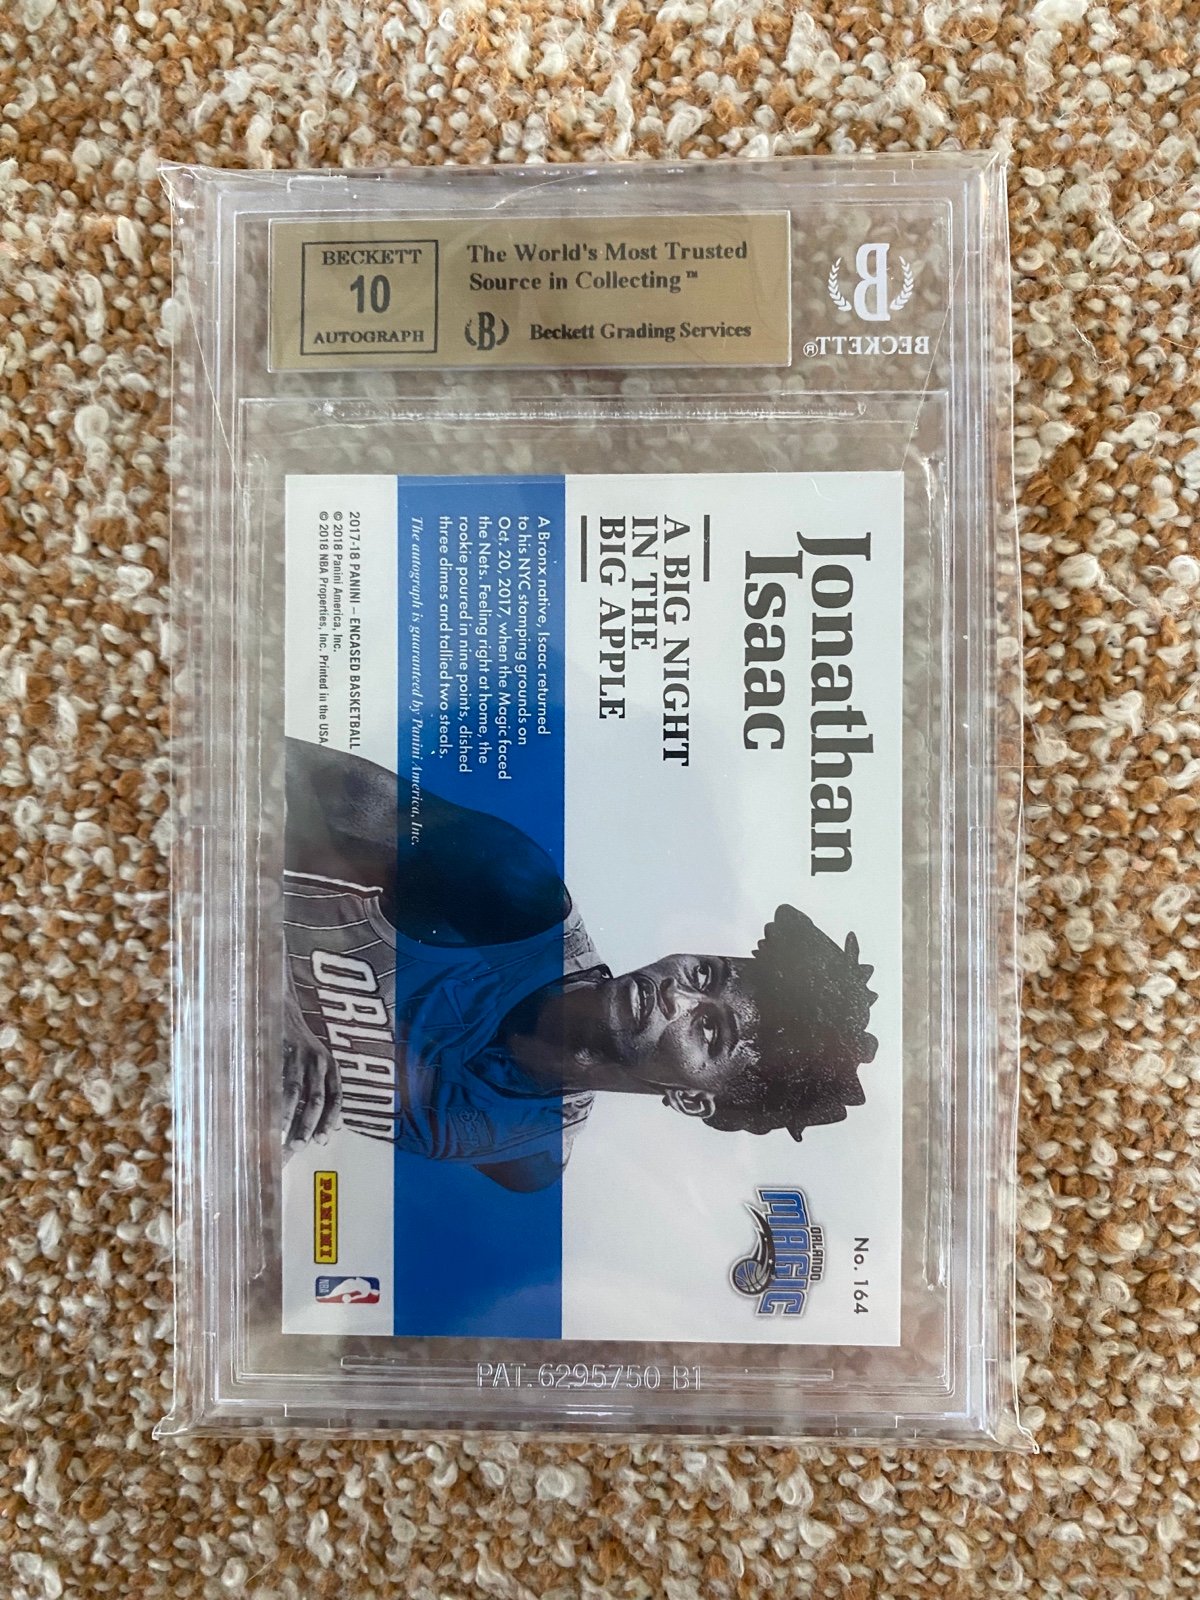 BECKETT
10
AUTOGRAPH
The World's Most Trusted
Source in Collecting™
B
Beckett Grading Services
B
BECKETT®
Jonathan
Isaac
No. 164
A BIG NIGHT
IN THE
BIG APPLE
ORLANDO
MAGIC
A Bronx native, Isaac returned
to his NYC stomping grounds on
Oct. 20, 2017, when the Magic faced
the Nets. Feeling right at home, the
rookie poured in nine points, dished
three dimes and tallied two steals.
The autograph is guaranteed by Panini America, Inc.
ORLANDO
2017-18 PANINI – ENCASED BASKETBALL
© 2018 Panini America, Inc.
© 2018 NBA Properties, Inc. Printed in the USA
PANINI
NBA
PAT. 6295750 B1